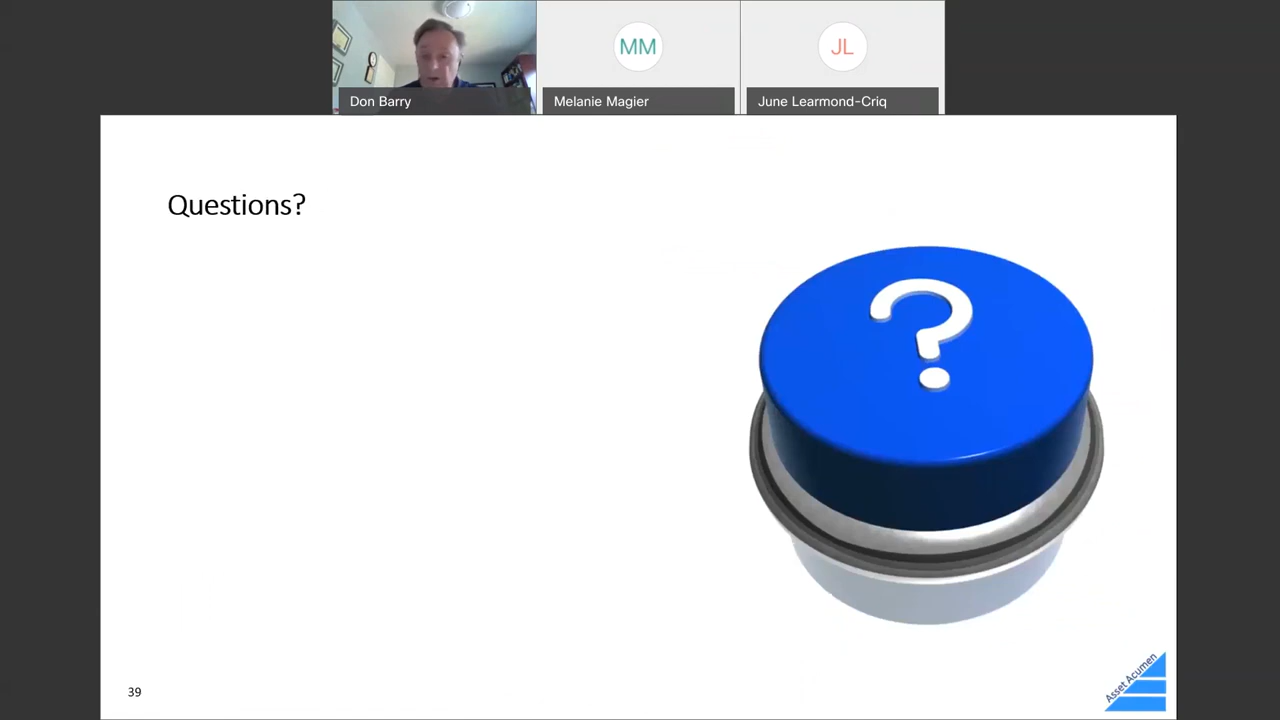 MM
JL
Don Barry
Melanie Magier
June Learmond-Criq
Questions?
?
39
Asset Acumen